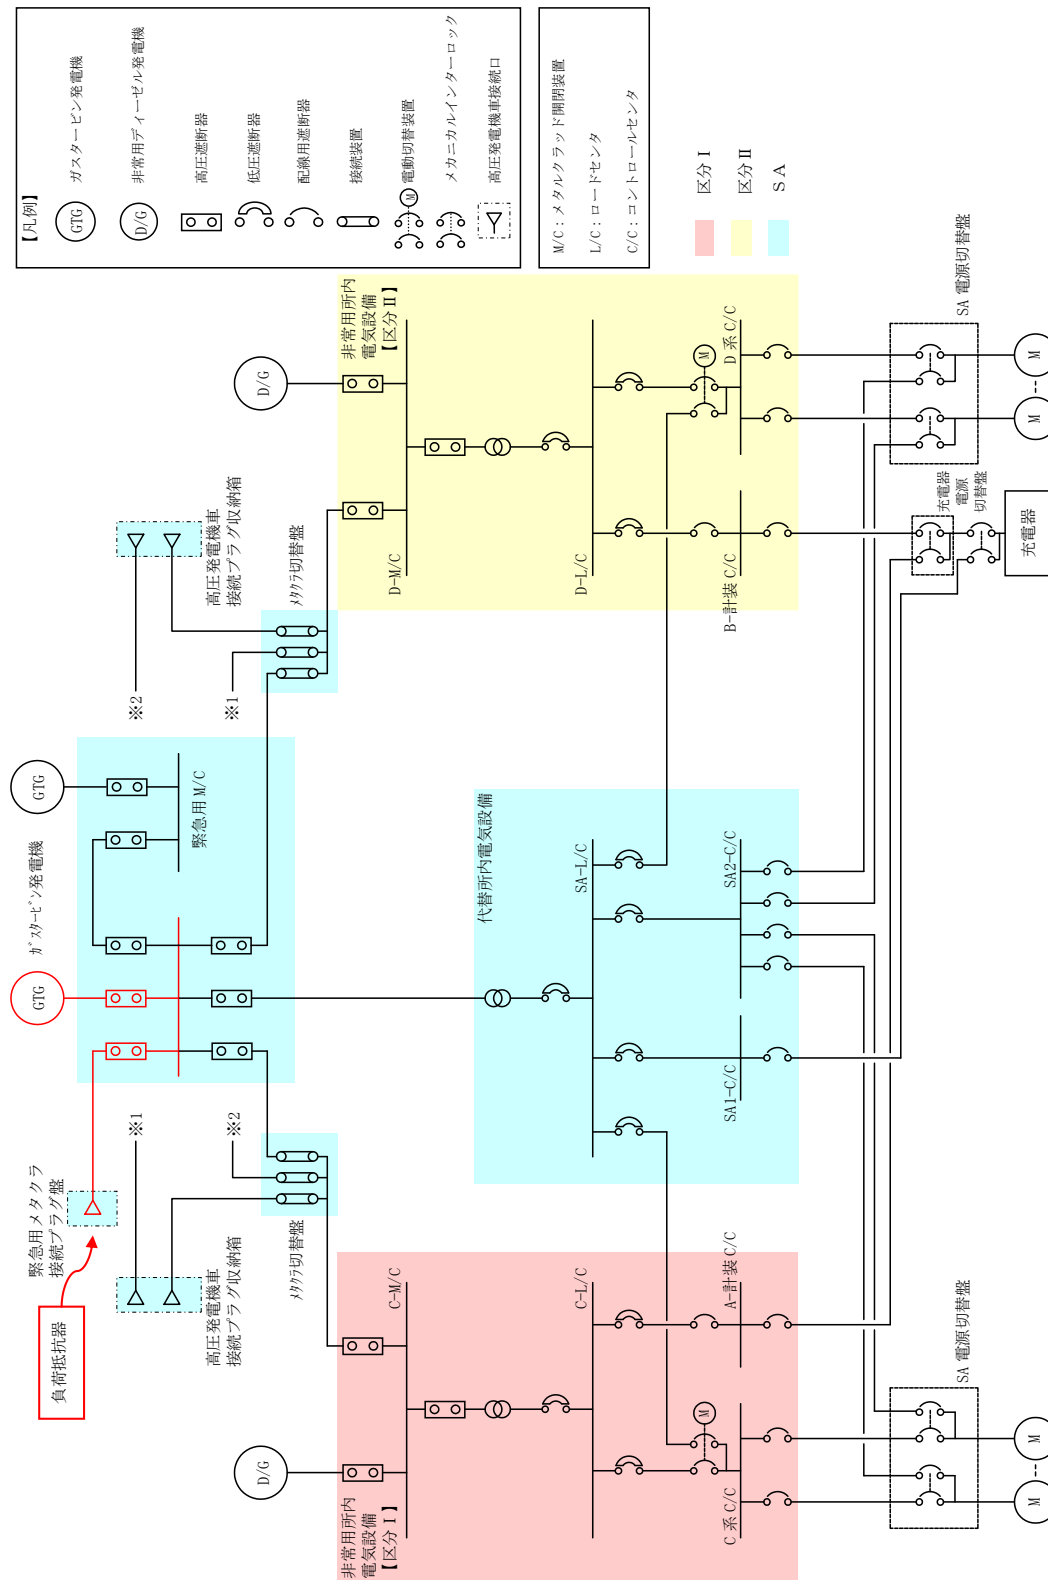 【凡例】
GTG
ガスタービン発電機
D/G
非常用ディーゼル発電機
高圧遮断器
低圧遮断器
配線用遮断器
接続装置
M
電動切替装置
メカニカルインターロック
高圧発電機車接続口
M/C：メタルクラッド開閉装置
L/C：ロードセンタ
C/C：コントロールセンタ
区分Ⅰ
区分Ⅱ
ＳＡ
負荷抵抗器
緊急用メタクラ
接続プラグ盤
GTG
ｶﾞｽﾀｰﾋﾞﾝ発電機
GTG
緊急用 M/C
※1
※2
高圧発電機車
接続プラグ収納箱
ﾒﾀｸﾗ切替盤
※2
※1
高圧発電機車
接続プラグ収納箱
ﾒﾀｸﾗ切替盤
D/G
非常用所内
電気設備
【区分Ⅰ】
C-M/C
C-L/C
M
C 系 C/C
A-計装 C/C
代替所内電気設備
SA-L/C
SA1-C/C
SA2-C/C
D/G
非常用所内
電気設備
【区分Ⅱ】
D-M/C
D-L/C
M
B-計装 C/C
D 系 C/C
SA 電源切替盤
M
M
充電器
電源
切替盤
充電器
SA 電源切替盤
M
M